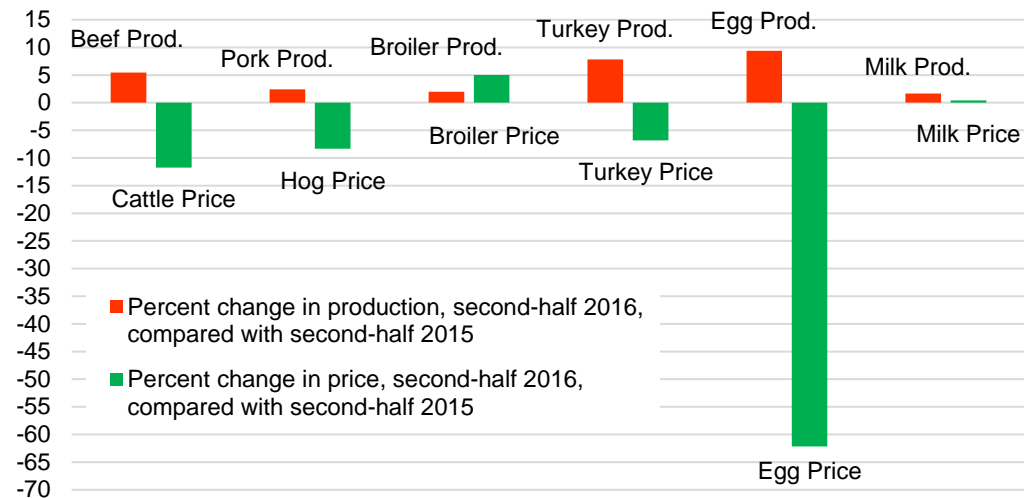 15
10
5
0
-5
-10
-15
-20
-25
-30
-35
-40
-45
-50
-55
-60
-65
-70
Beef Prod.
Pork Prod.
Broiler Prod.
Turkey Prod.
Egg Prod.
Milk Prod.
Cattle Price
Hog Price
Broiler Price
Turkey Price
Egg Price
Milk Price
Percent change in production, second-half 2016,
compared with second-half 2015
Percent change in price, second-half 2016,
compared with second-half 2015